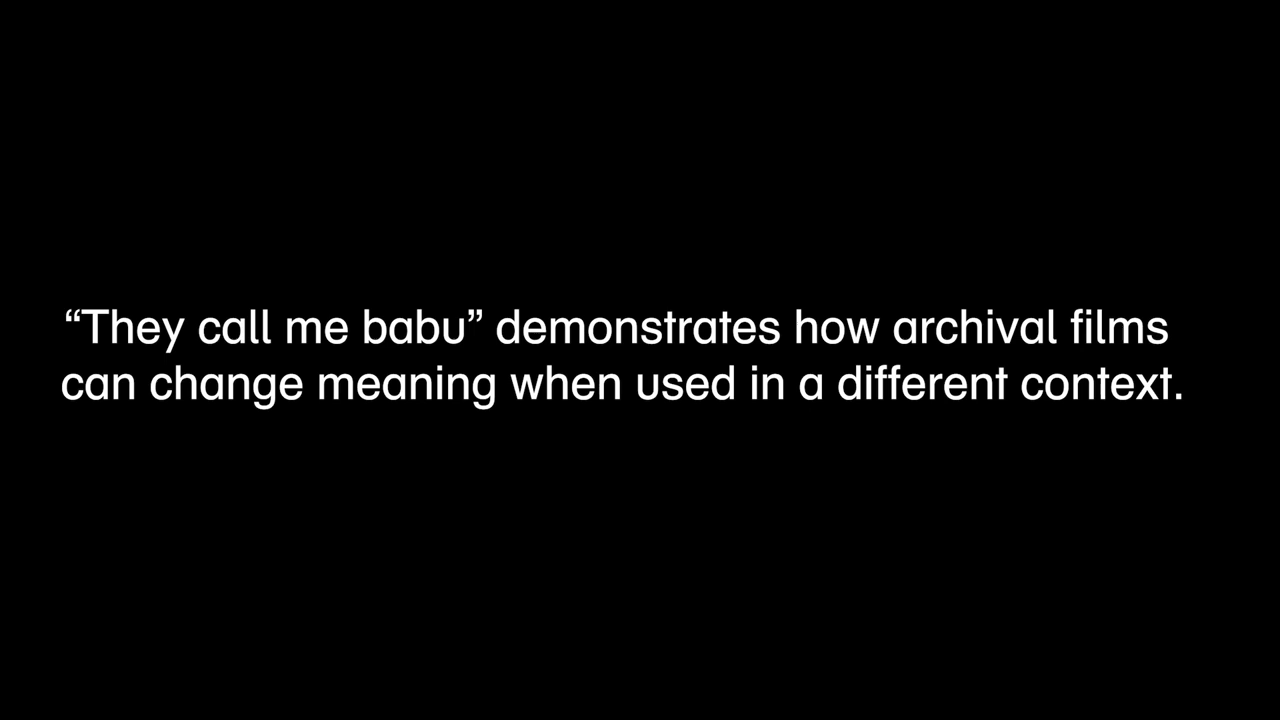 “They call me babu” demonstrates how archival films
can change meaning when used in a different context.